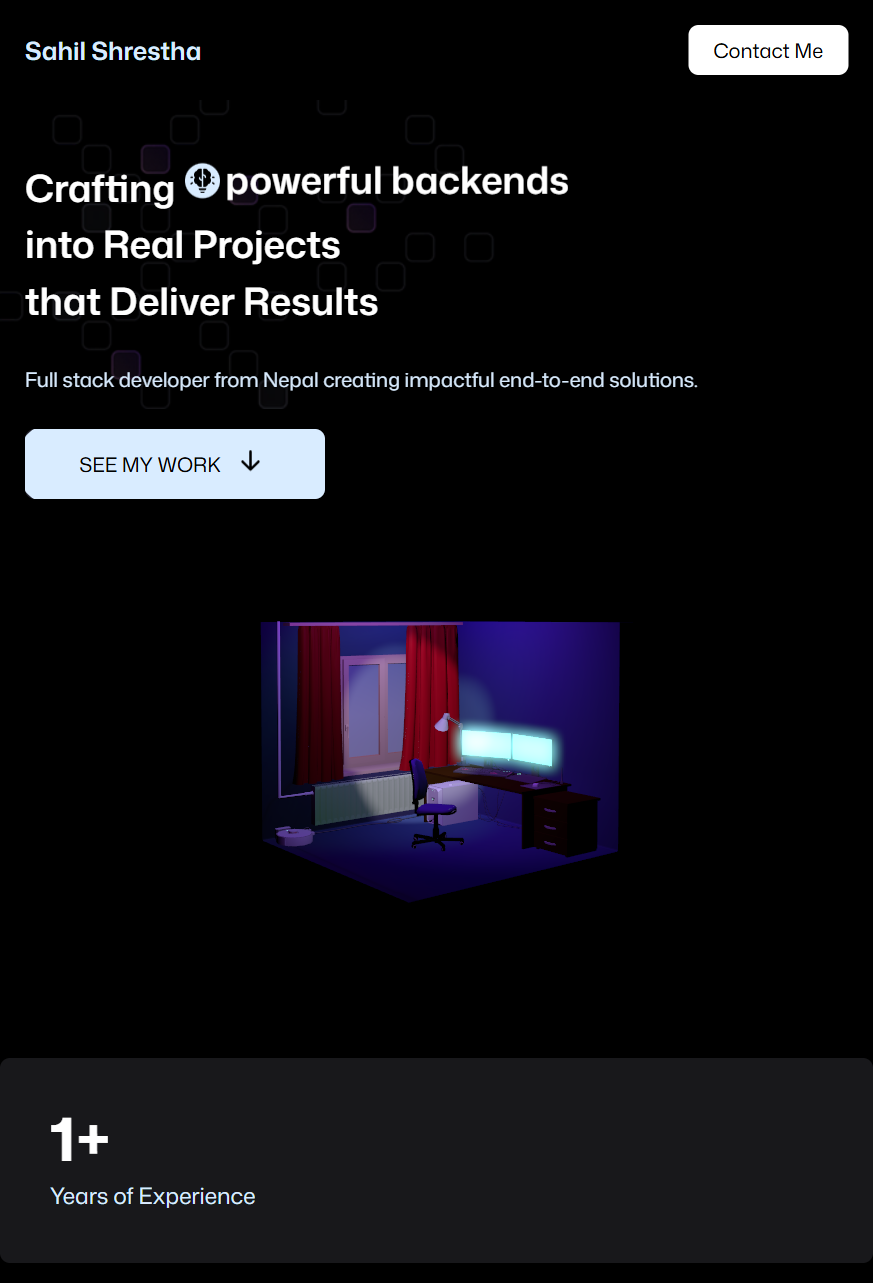 Sahil Shrestha
Contact Me
Crafting powerful backends
into Real Projects
that Deliver Results
Full stack developer from Nepal creating impactful end-to-end solutions.
SEE MY WORK
1+
Years of Experience